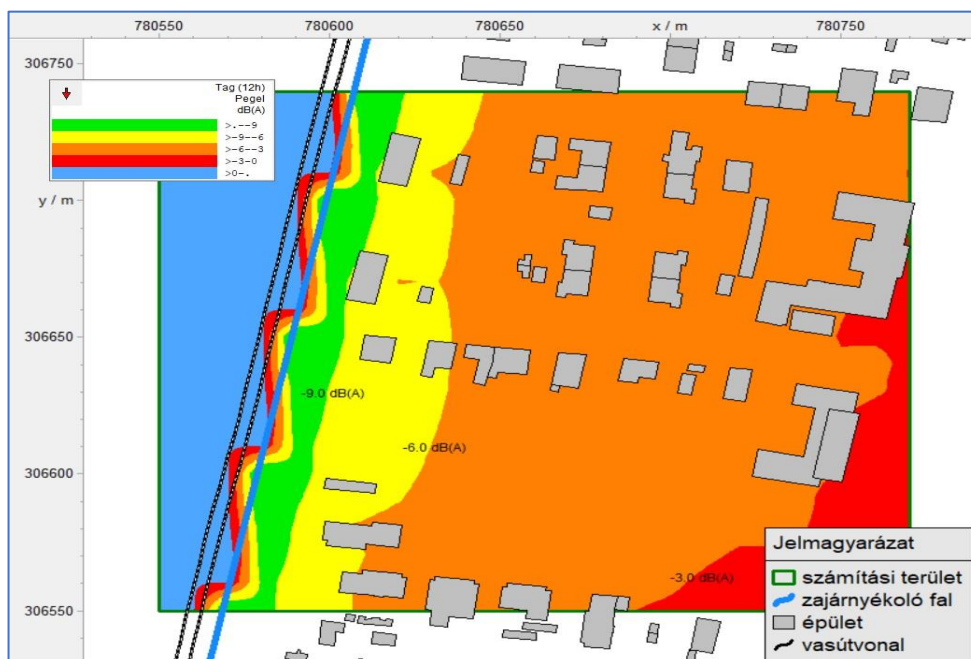 780550 780600 780650 x / m 780750
306750
Tag (12h)
Pegel
dB(A)
>.--9
>-9--6
>-6--3
>-3-0
>0-.
y / m
306650
-9.0 dB(A)
-6.0 dB(A)
306600
-3.0 dB(A)
306550
Jelmagyarázat
számítási terület
zajárnyékoló fal
épület
vasútvonal